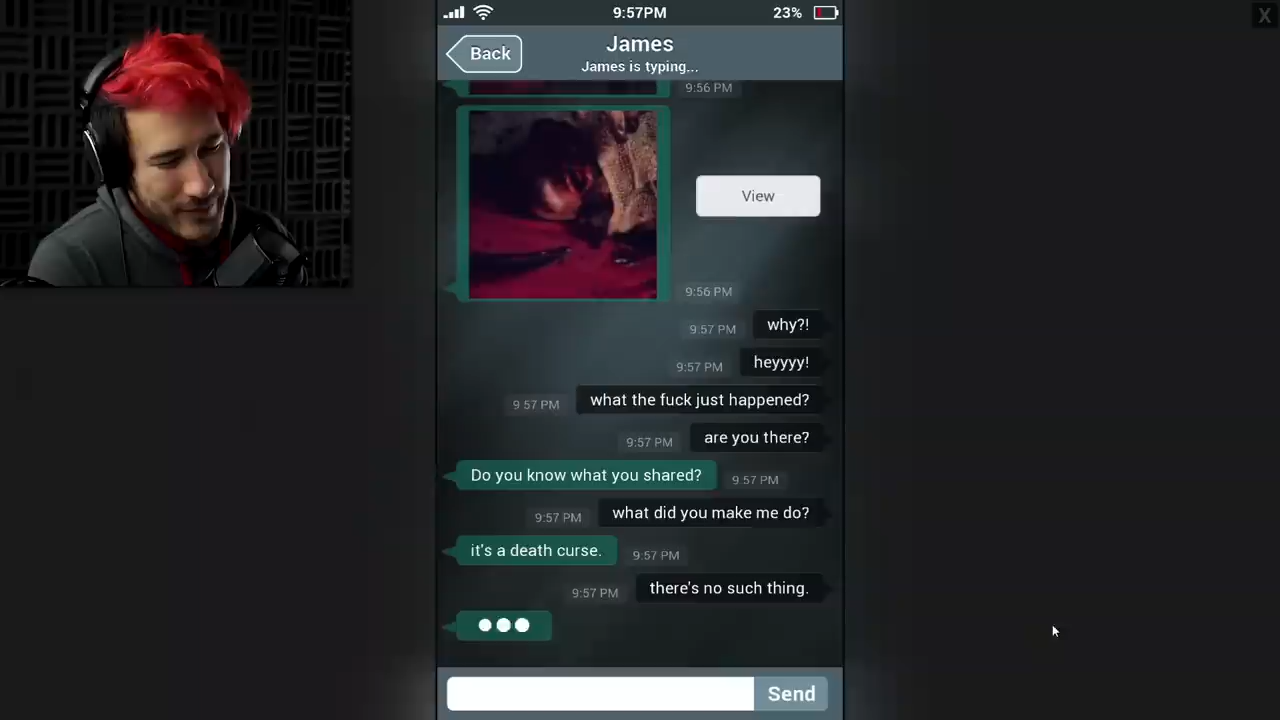 9:57PM
23%
X
Back
James
James is typing...
9:56 PM
View
9:56 PM
9:57 PM why?!
9:57 PM heyyyy!
9 57 PM what the fuck just happened?
9:57 PM are you there?
Do you know what you shared? 9.57 PM
9:57 PM what did you make me do?
it's a death curse. 9:57 PM
9:57 PM there's no such thing.
Send